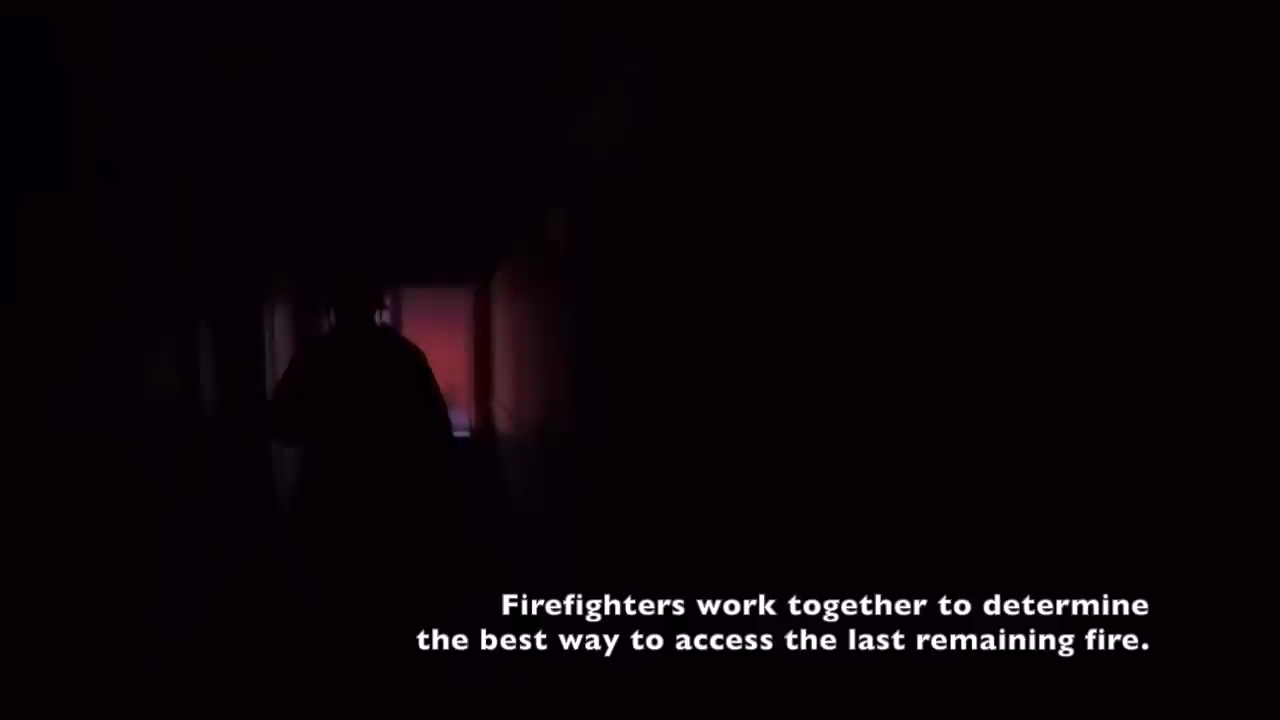 Firefighters work together to determine
the best way to access the last remaining fire.